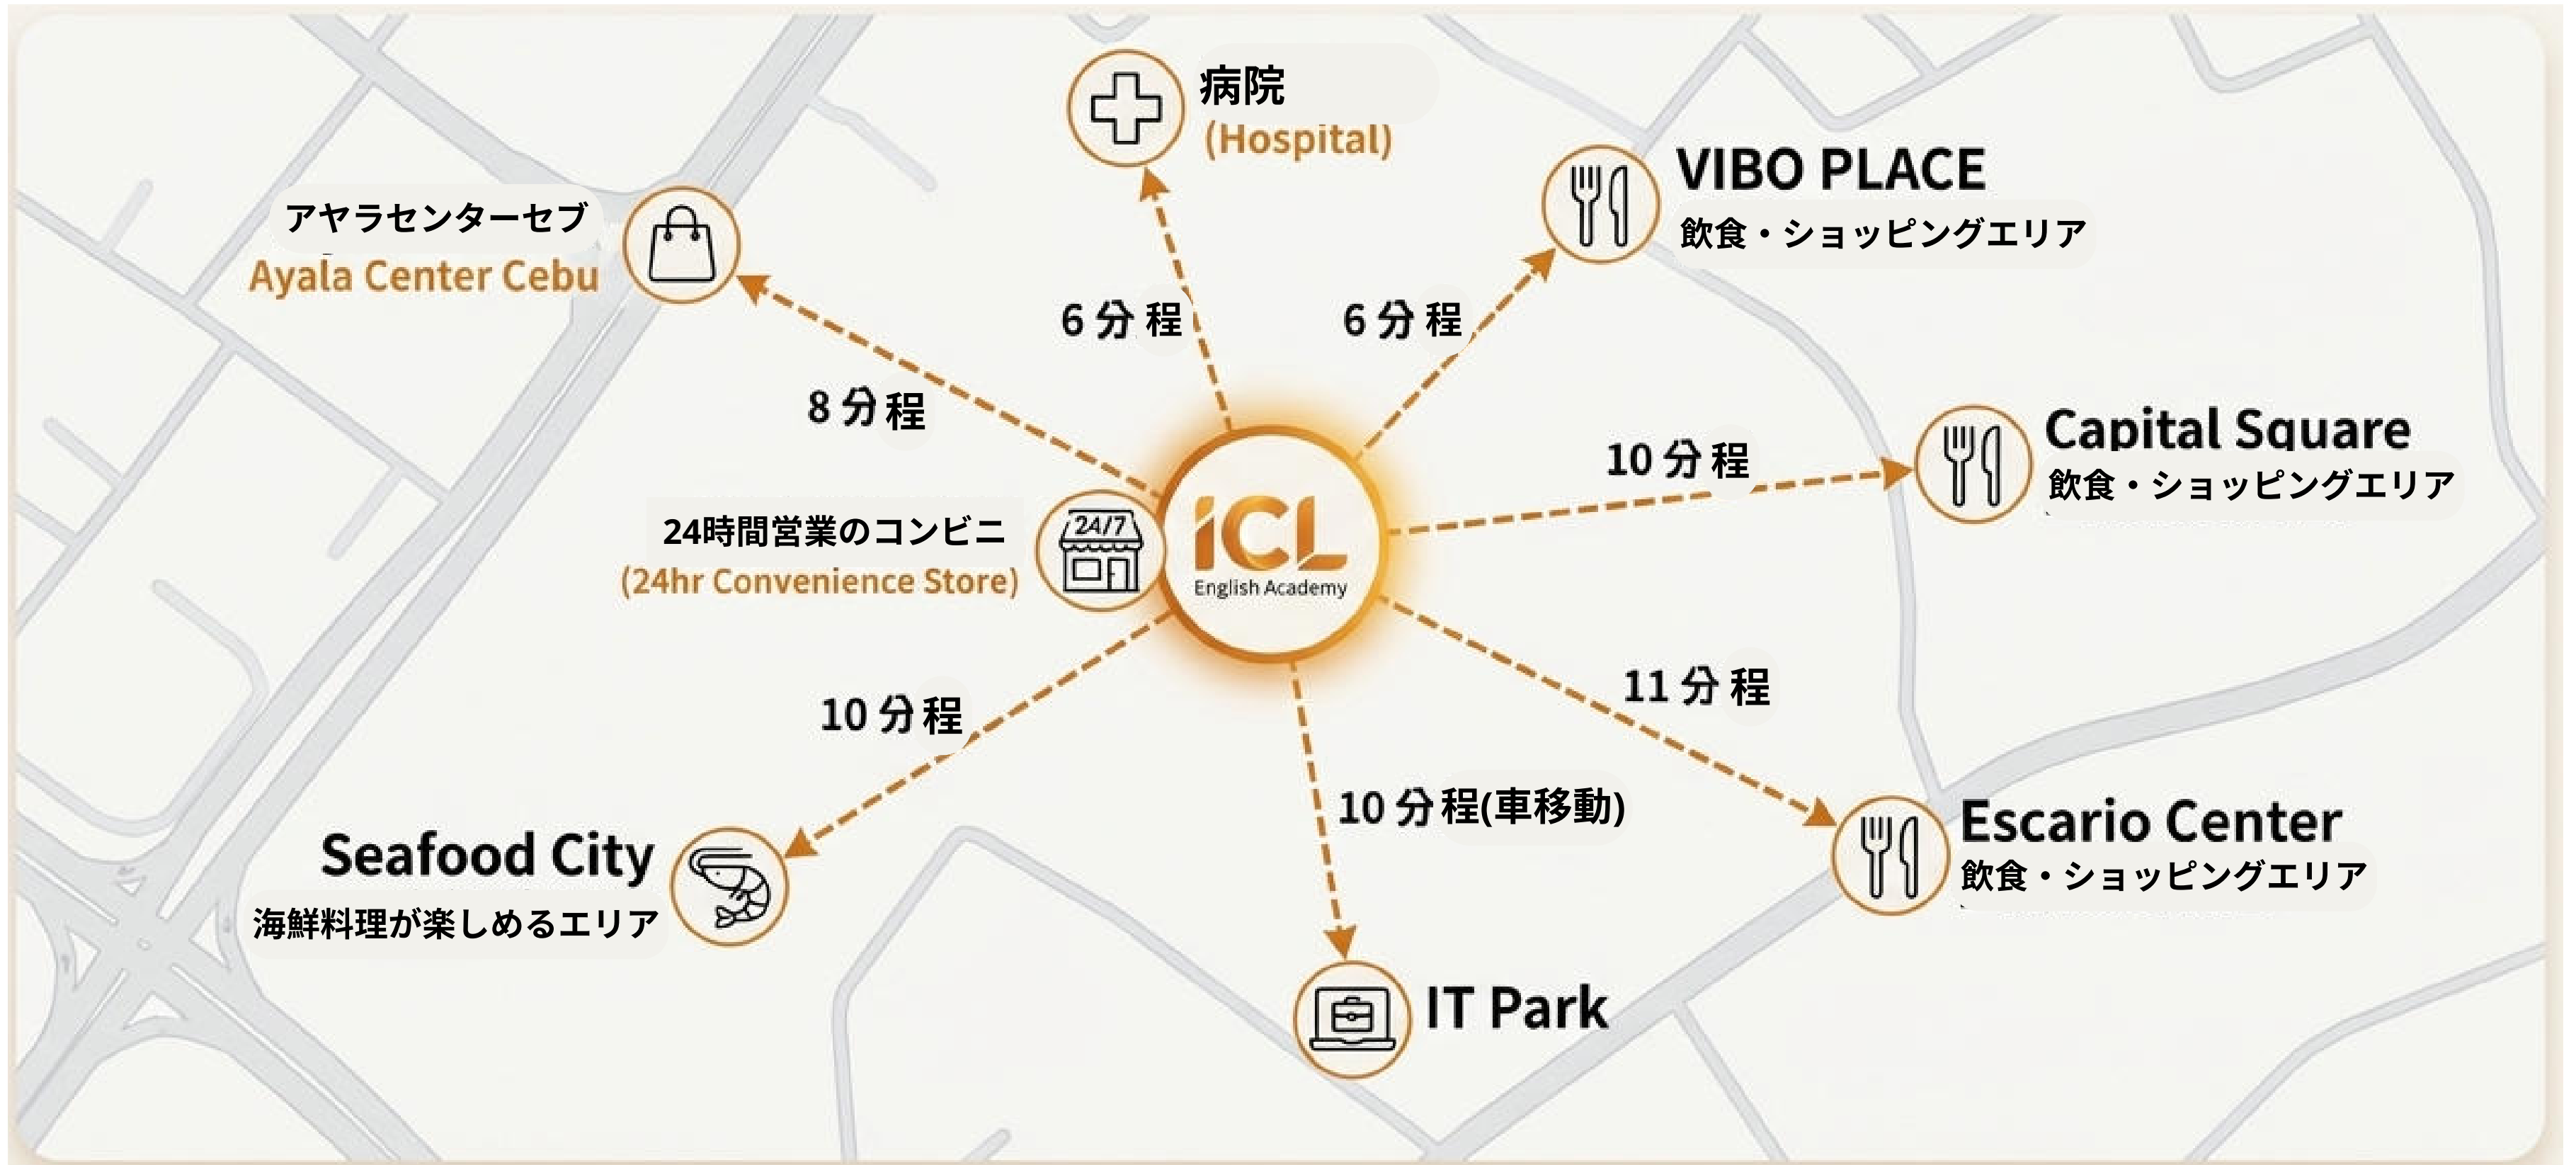 病院
(Hospital)
VIBO PLACE
飲食・ショッピングエリア
アヤラセンターセブ
Ayala Center Cebu
6 分 程
6 分 程
8 分程
Capital Square
飲食・ショッピングエリア
10 分 程
24時間営業のコンビニ
(24hr Convenience Store)
24/7
ICL
English Academy
11 分 程
10 分程
10 分程(車移動)
Seafood City
海鮮料理が楽しめるエリア
Escario Center
飲食・ショッピングエリア
IT Park